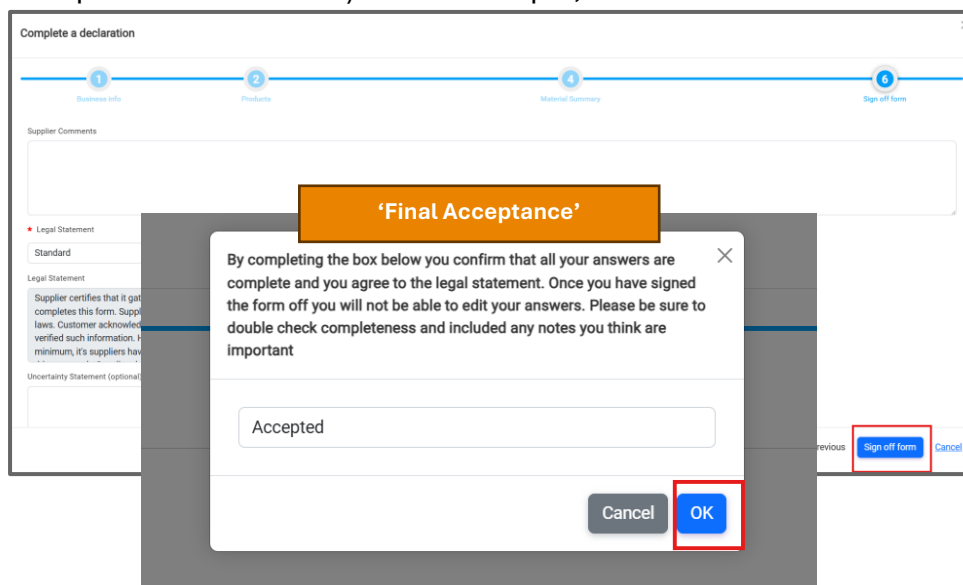 Complete a declaration
1
2
4
6
Business info
Products
Material Summary
Sign off form
Supplier Comments
* Legal Statement
Standard
Legal Statement
Supplier certifies that it gat
completes this form. Suppl
laws. Customer acknowled
verified such information. H
minimum, it's suppliers hav
Uncertainty Statement (optional)
‘Final Acceptance’
By completing the box below you confirm that all your answers are
complete and you agree to the legal statement. Once you have signed
the form off you will not be able to edit your answers. Please be sure to
double check completeness and included any notes you think are
important
Accepted
Cancel
OK
revious
Sign off form
Cancel